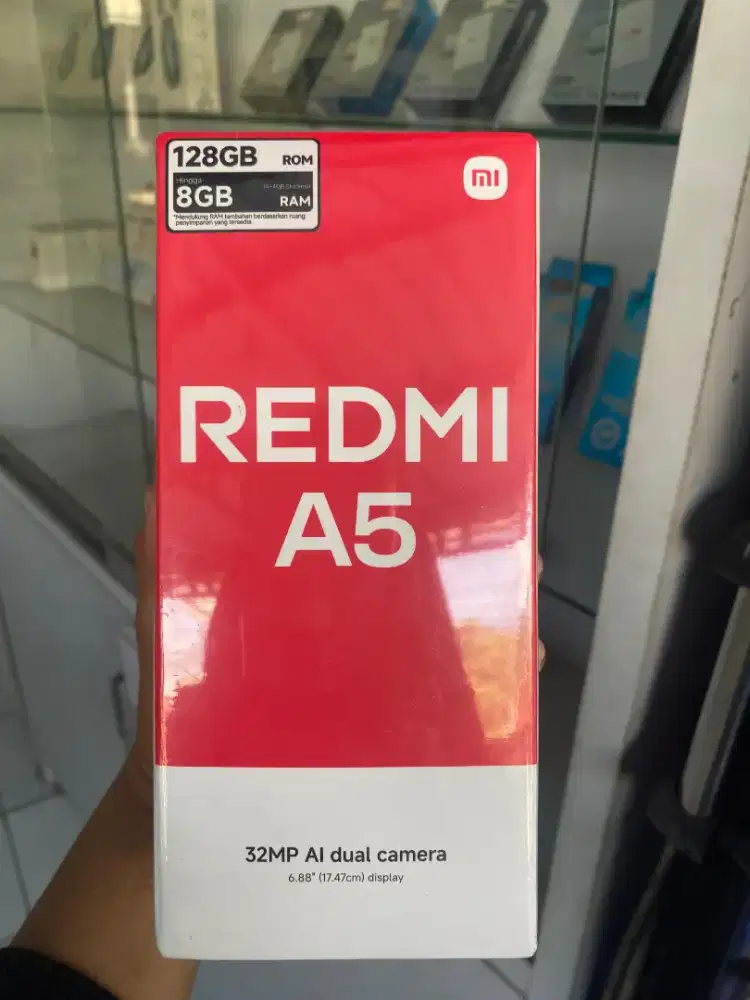 128GB ROM
Hingga
8GB RAM
*Mendukung RAM tambahan berdasarkan ruang
penyimpanan yang tersedia
mi
REDMI
A5
32MP AI dual camera
6.88" (17.47cm) display